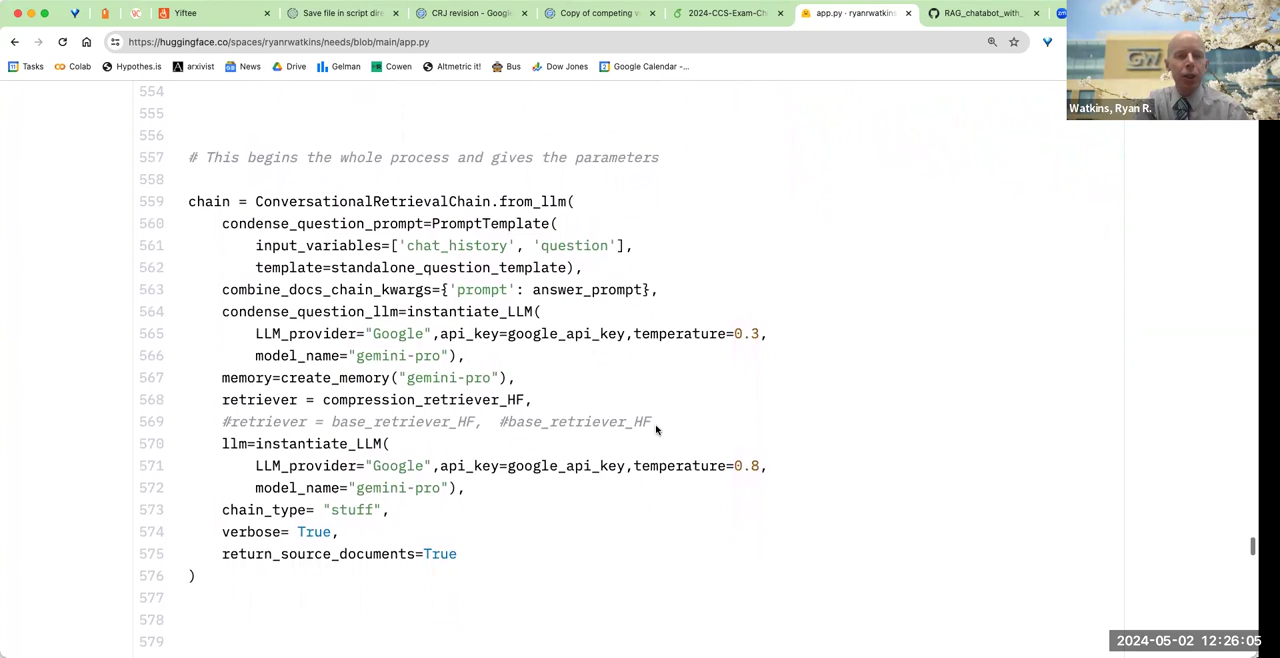 Yiftee
Save file in script dire
CRJ revision - Google
Copy of competing v
2024-CCS-Exam-Ch
app.py · ryanrwatkins
RAG_chatabot_with_
zm
https://huggingface.co/spaces/ryanrwatkins/needs/blob/main/app.py
Tasks Colab Hypothes.is arxivist News Drive Gelman Cowen Altmetric it! Bus Dow Jones Google Calendar -...
GW
Watkins, Ryan R.
554
555
556
557 # This begins the whole process and gives the parameters
558
559 chain = ConversationalRetrievalChain.from_llm(
560 condense_question_prompt=PromptTemplate(
561 input_variables=['chat_history', 'question'],
562 template=standalone_question_template),
563 combine_docs_chain_kwargs={'prompt': answer_prompt},
564 condense_question_llm=instantiate_LLM(
565 LLM_provider="Google",api_key=google_api_key,temperature=0.3,
566 model_name="gemini-pro"),
567 memory=create_memory("gemini-pro"),
568 retriever = compression_retriever_HF,
569 #retriever = base_retriever_HF, #base_retriever_HF
570 llm=instantiate_LLM(
571 LLM_provider="Google",api_key=google_api_key,temperature=0.8,
572 model_name="gemini-pro"),
573 chain_type= "stuff",
574 verbose= True,
575 return_source_documents=True
576 )
577
578
579
2024-05-02 12:26:05